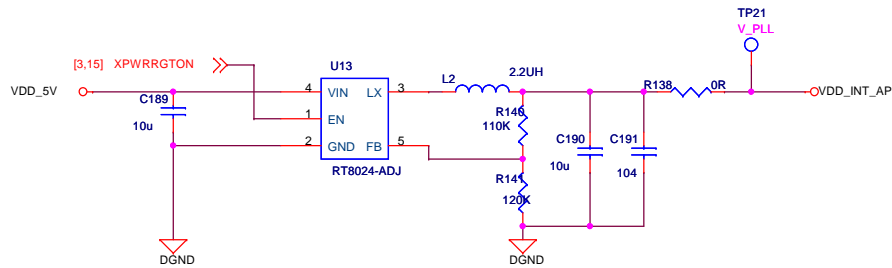 TP21
V_PLL
[3,15] XPWRRGTON
U13
L2
2.2UH
R138
0R
VDD_5V
C189
10u
4
VIN
LX
3
VDD_INT_AP
1
EN
R140
110K
2
GND
FB
5
C190
10u
C191
104
RT8024-ADJ
R141
120K
DGND
DGND